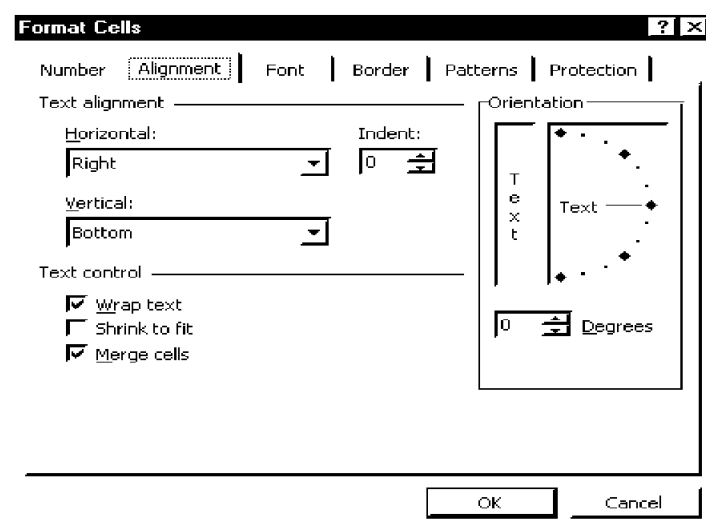 Format Cells
Number Alignment Font Border Patterns Protection
Text alignment
Horizontal:
Indent:
Right
0
Vertical:
Bottom
Text control
Wrap text
Shrink to fit
Merge cells
Orientation
Text
Text
0 Degrees
OK Cancel